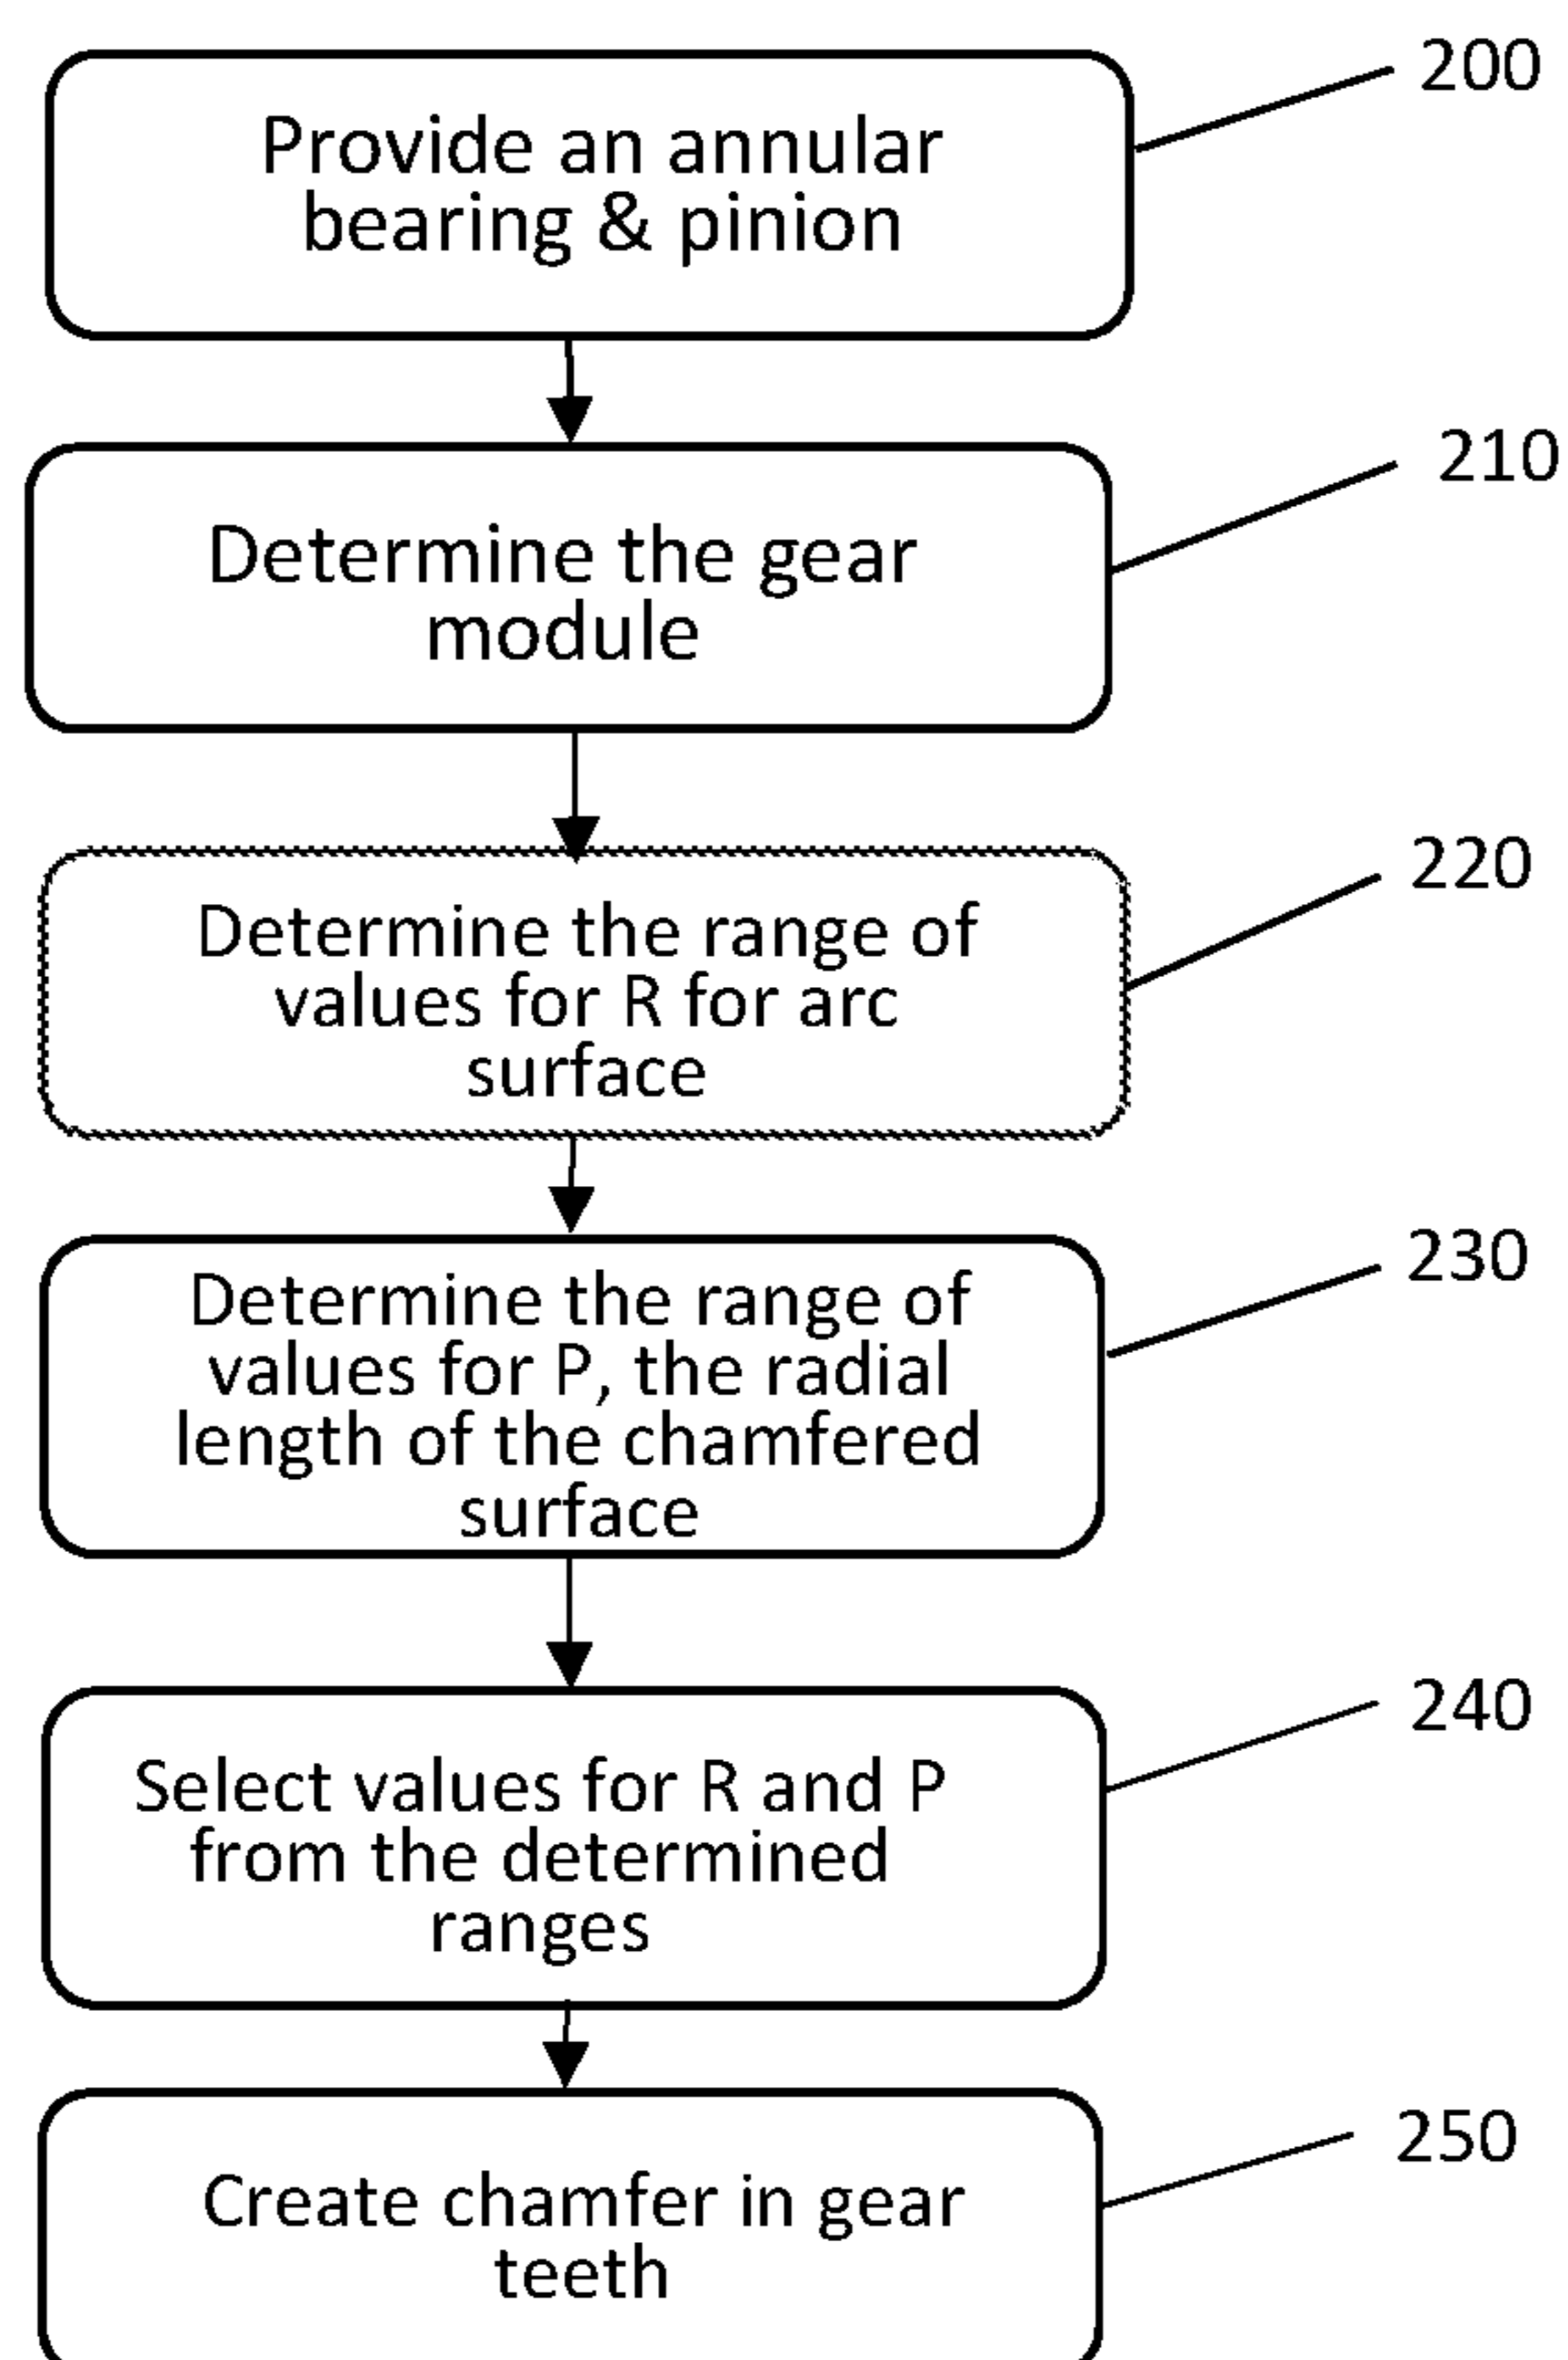 200
Provide an annular
bearing & pinion
210
Determine the gear
module
220
Determine the range of
values for R for arc
surface
230
Determine the range of
values for P, the radial
length of the chamfered
surface
240
Select values for R and P
from the determined
ranges
250
Create chamfer in gear
teeth